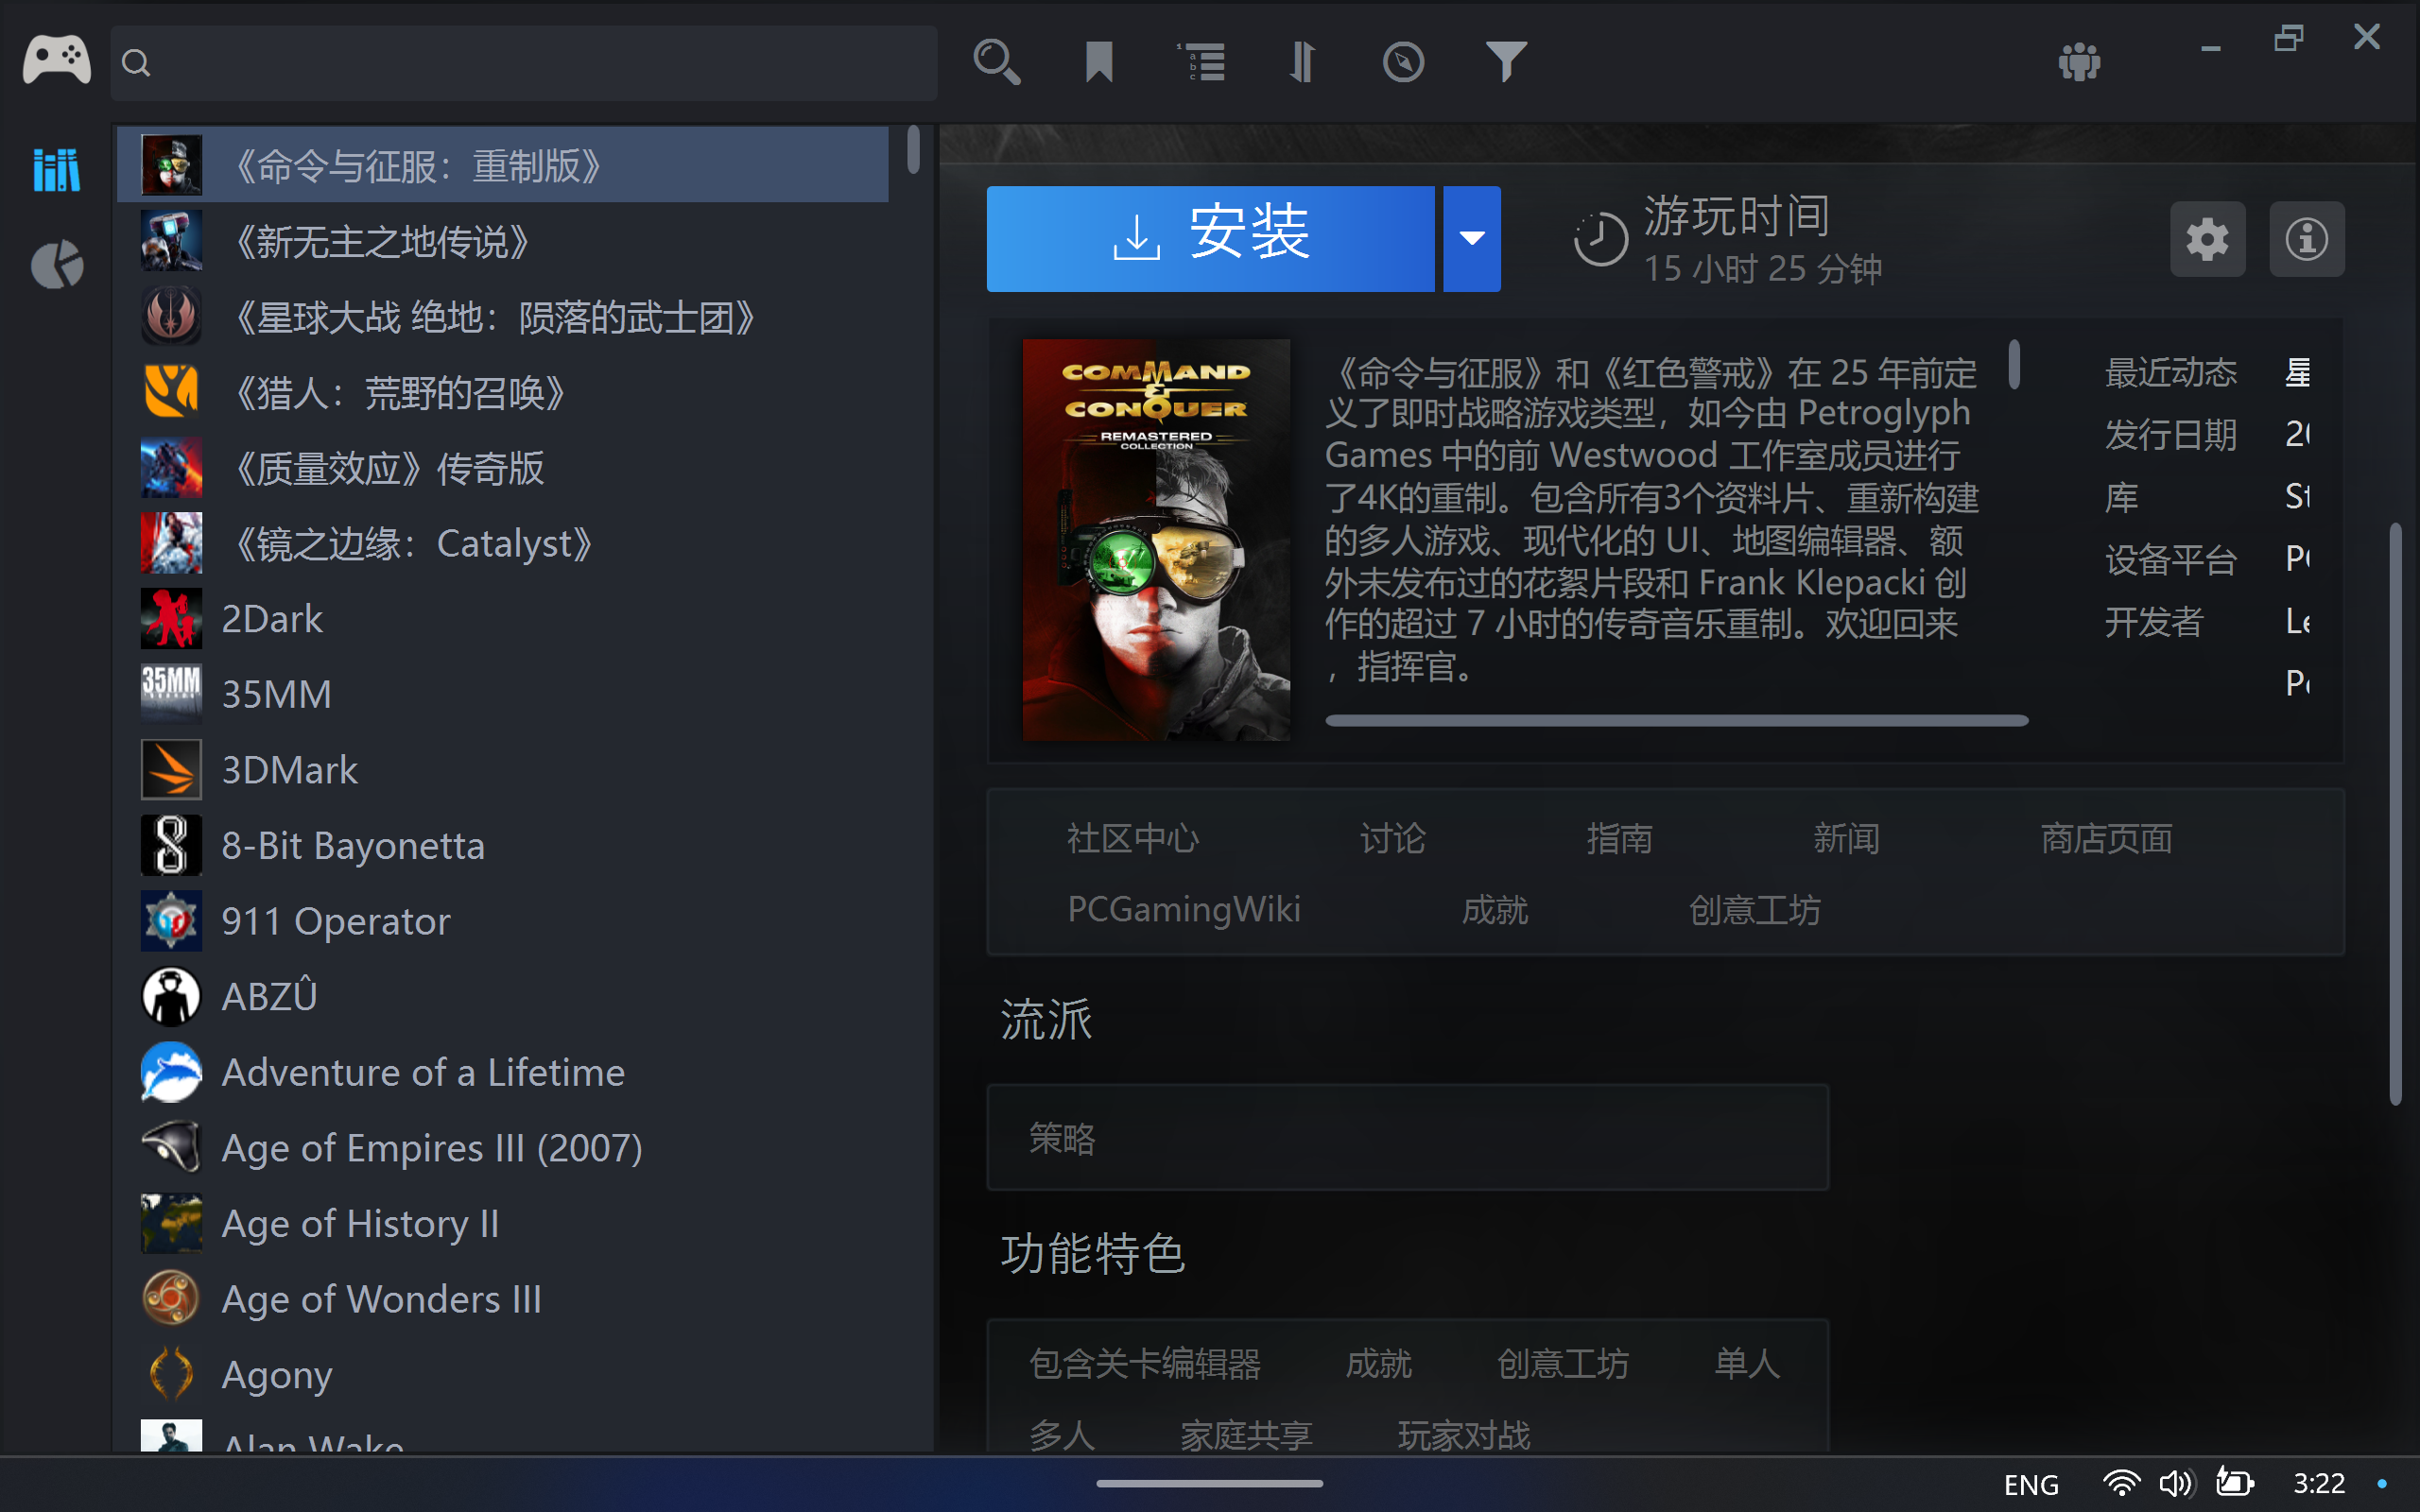 《命令与征服：重制版》
《新无主之地传说》
《星球大战 绝地：陨落的武士团》
《猎人：荒野的召唤》
《质量效应》传奇版
《镜之边缘：Catalyst》
2Dark
35MM
35MM
3DMark
8-Bit Bayonetta
911 Operator
ABZÛ
Adventure of a Lifetime
Age of Empires III (2007)
Age of History II
Age of Wonders III
Agony
Alan Wake
安装
游玩时间
15 小时 25 分钟
COMMAND
&
CONQUER
REMASTERED
COLLECTION
《命令与征服》和《红色警戒》在 25 年前定
义了即时战略游戏类型，如今由 Petroglyph
Games 中的前 Westwood 工作室成员进行
了4K的重制。包含所有3个资料片、重新构建
的多人游戏、现代化的 UI、地图编辑器、额
外未发布过的花絮片段和 Frank Klepacki 创
作的超过 7 小时的传奇音乐重制。欢迎回来
，指挥官。
最近动态 星
发行日期
库 St
设备平台
开发者 Le
社区中心 讨论 指南 新闻 商店页面
PCGamingWiki 成就 创意工坊
流派
策略
功能特色
包含关卡编辑器 成就 创意工坊 单人
多人 家庭共享 玩家对战
ENG 3:22